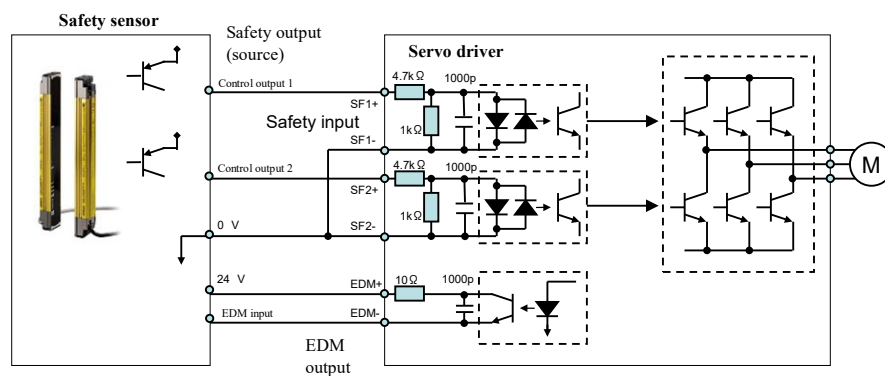 Safety sensor
Safety output
(source)
Servo driver
Control output 1
4.7kΩ
1000p
SF1+
Safety input
1kΩ
SF1-
Control output 2
4.7kΩ
1000p
SF2+
1kΩ
0 V
SF2-
M
24 V
EDM+
10Ω
1000p
EDM input
EDM-
EDM
output